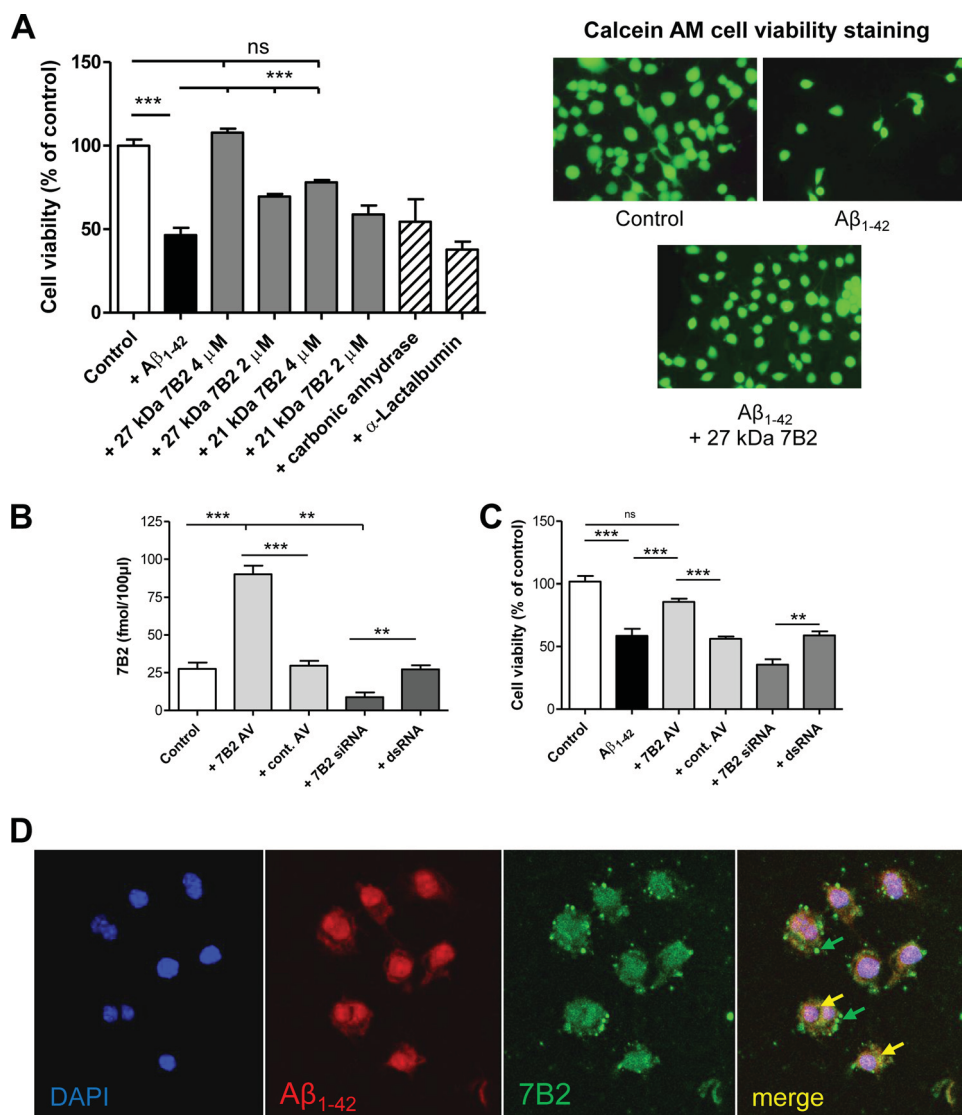 A
ns
***
***
Cell viabilty (% of control)
150
100
50
0
Control
+ Aβ1-42
+ 27 kDa 7B2 4 μM
+ 27 kDa 7B2 2 μM
+ 21 kDa 7B2 4 μM
+ 21 kDa 7B2 2 μM
+ carbonic anhydrase
+ α-Lactalbumin
Calcein AM cell viability staining
Control
Aβ1-42
Aβ1-42
+ 27 kDa 7B2
B
***
**
***
**
7B2 (fmol/100μl)
125
100
75
50
25
0
Control
+ 7B2 AV
+ cont. AV
+ 7B2 siRNA
+ dsRNA
C
ns
***
***
***
**
Cell viabilty (% of control)
150
100
50
0
Control
Aβ1-42
+ 7B2 AV
+ cont. AV
+ 7B2 siRNA
+ dsRNA
D
DAPI
Aβ1-42
7B2
merge